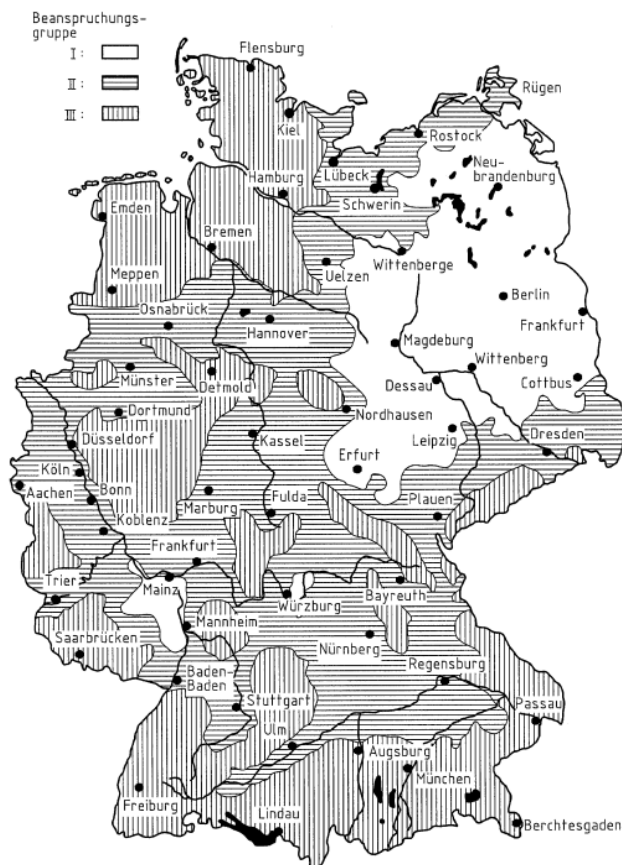 Beanspruchungs-
gruppe
I:
II:
III:
Flensburg
Rügen
Kiel
Rostock
Lübeck
Neu-
brandenburg
Hamburg
Schwerin
Emden
Bremen
Wittenberge
Uelzen
Meppen
Berlin
Osnabrück
Hannover
Frankfurt
Magdeburg
Wittenberg
Münster
Detmold
Dessau
Cottbus
Dortmund
Nordhausen
Düsseldorf
Kassel
Leipzig
Dresden
Köln
Erfurt
Aachen
Bonn
Marburg
Fulda
Plauen
Koblenz
Frankfurt
Trier
Mainz
Würzburg
Bayreuth
Mannheim
Saarbrücken
Nürnberg
Baden-
Baden
Regensburg
Stuttgart
Passau
Ulm
Augsburg
München
Freiburg
Lindau
Berchtesgaden